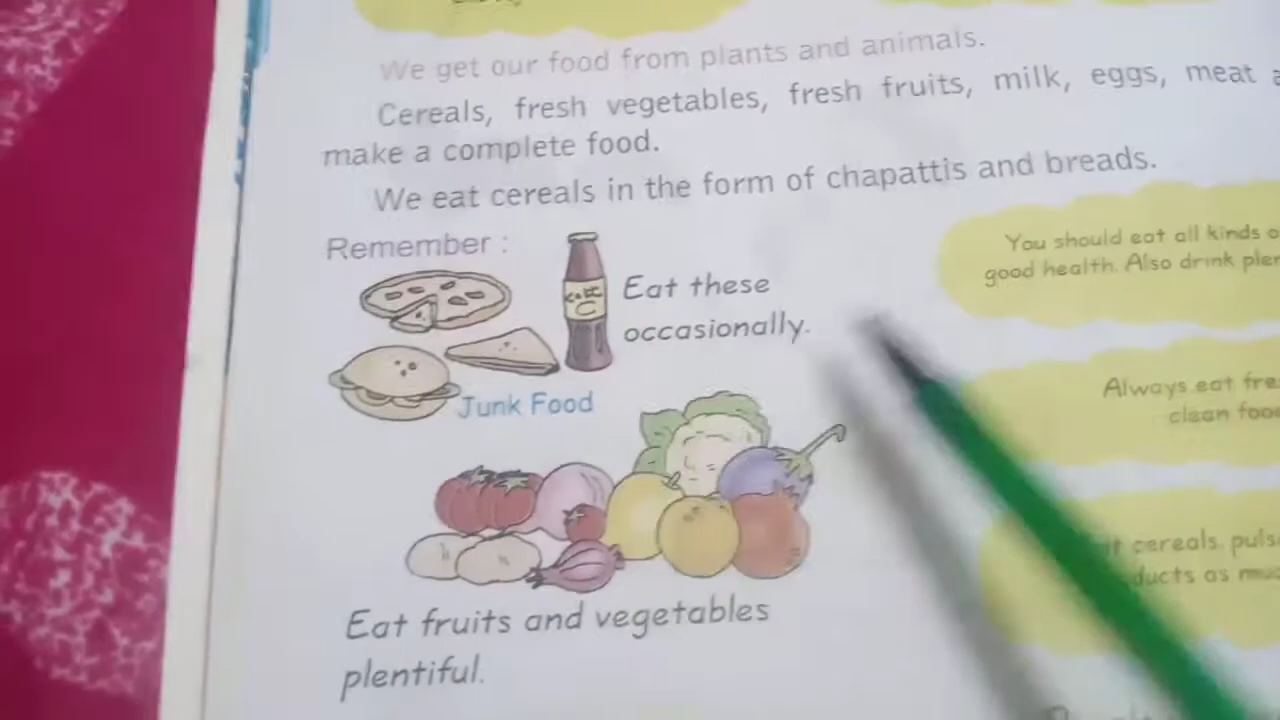 We get our food from plants and animals.
Cereals, fresh vegetables, fresh fruits, milk, eggs, meat
make a complete food.
We eat cereals in the form of chapattis and breads.
Remember :
Eat these
occasionally.
Junk Food
Eat fruits and vegetables
plentiful.
You should eat all kinds
good health. Also drink
Always eat
clean
cereals,
as